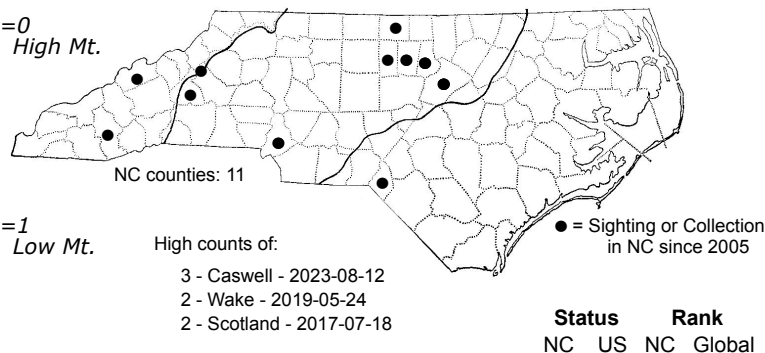 =0
High Mt.
NC counties: 11
=1
Low Mt.
High counts of:
3 - Caswell - 2023-08-12
2 - Wake - 2019-05-24
2 - Scotland - 2017-07-18
● = Sighting or Collection
in NC since 2005
Status Rank
NC US NC Global